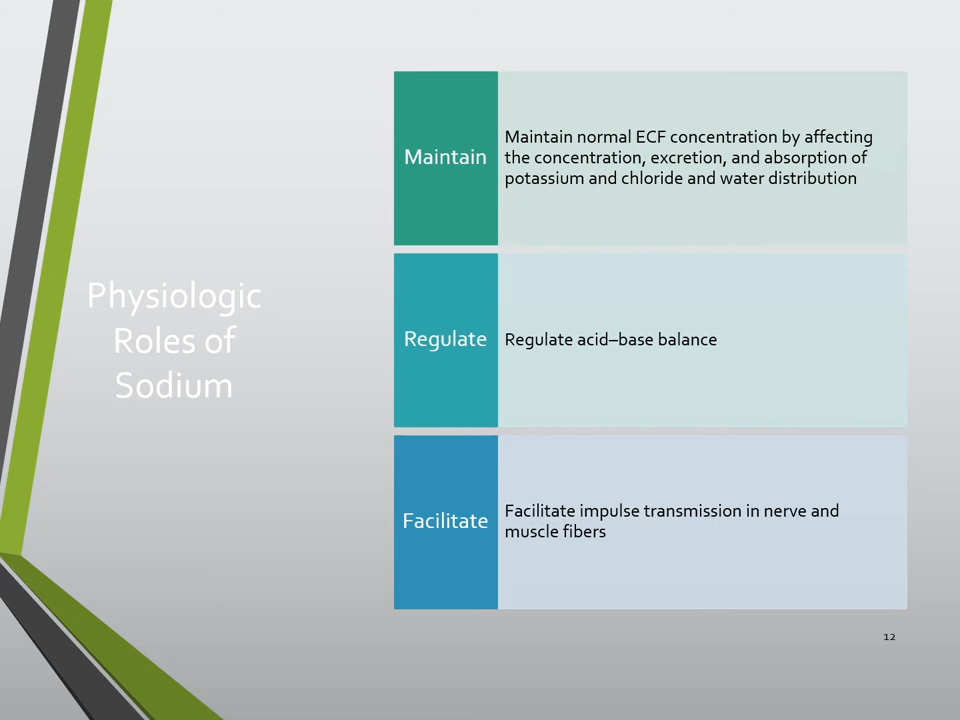 Physiologic
Roles of
Sodium
Maintain
Maintain normal ECF concentration by affecting
the concentration, excretion, and absorption of
potassium and chloride and water distribution
Regulate
Regulate acid–base balance
Facilitate
Facilitate impulse transmission in nerve and
muscle fibers
12